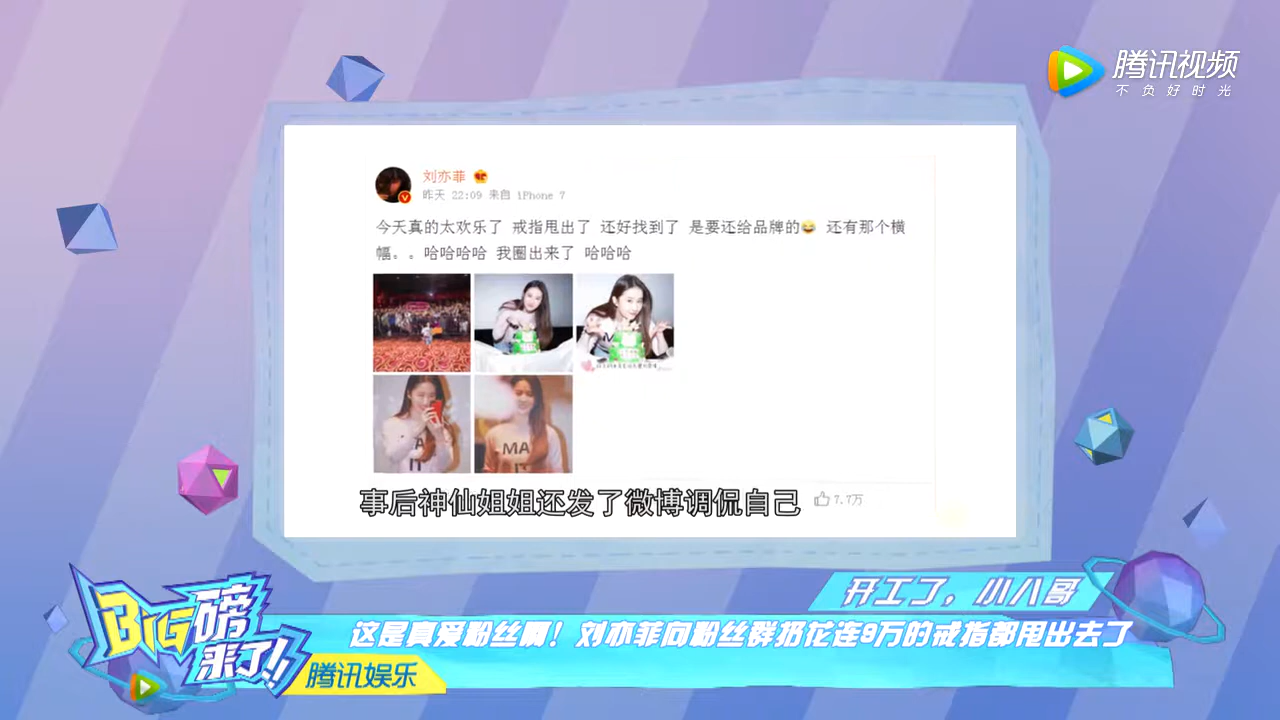 腾讯视频
不负好时光
刘亦菲
昨天 22:09 来自 iPhone 7
今天真的太欢乐了 戒指甩出了 还好找到了 是要还给品牌的😂 还有那个横
幅。。哈哈哈哈 我圈出来了 哈哈哈
MA
IT
事后神仙姐姐还发了微博调侃自己
7.7万
开工了，小八哥
BIG磅
来了!!
这是真爱粉丝啊！刘亦菲向粉丝群扔花连9万的戒指都甩出去了
腾讯娱乐